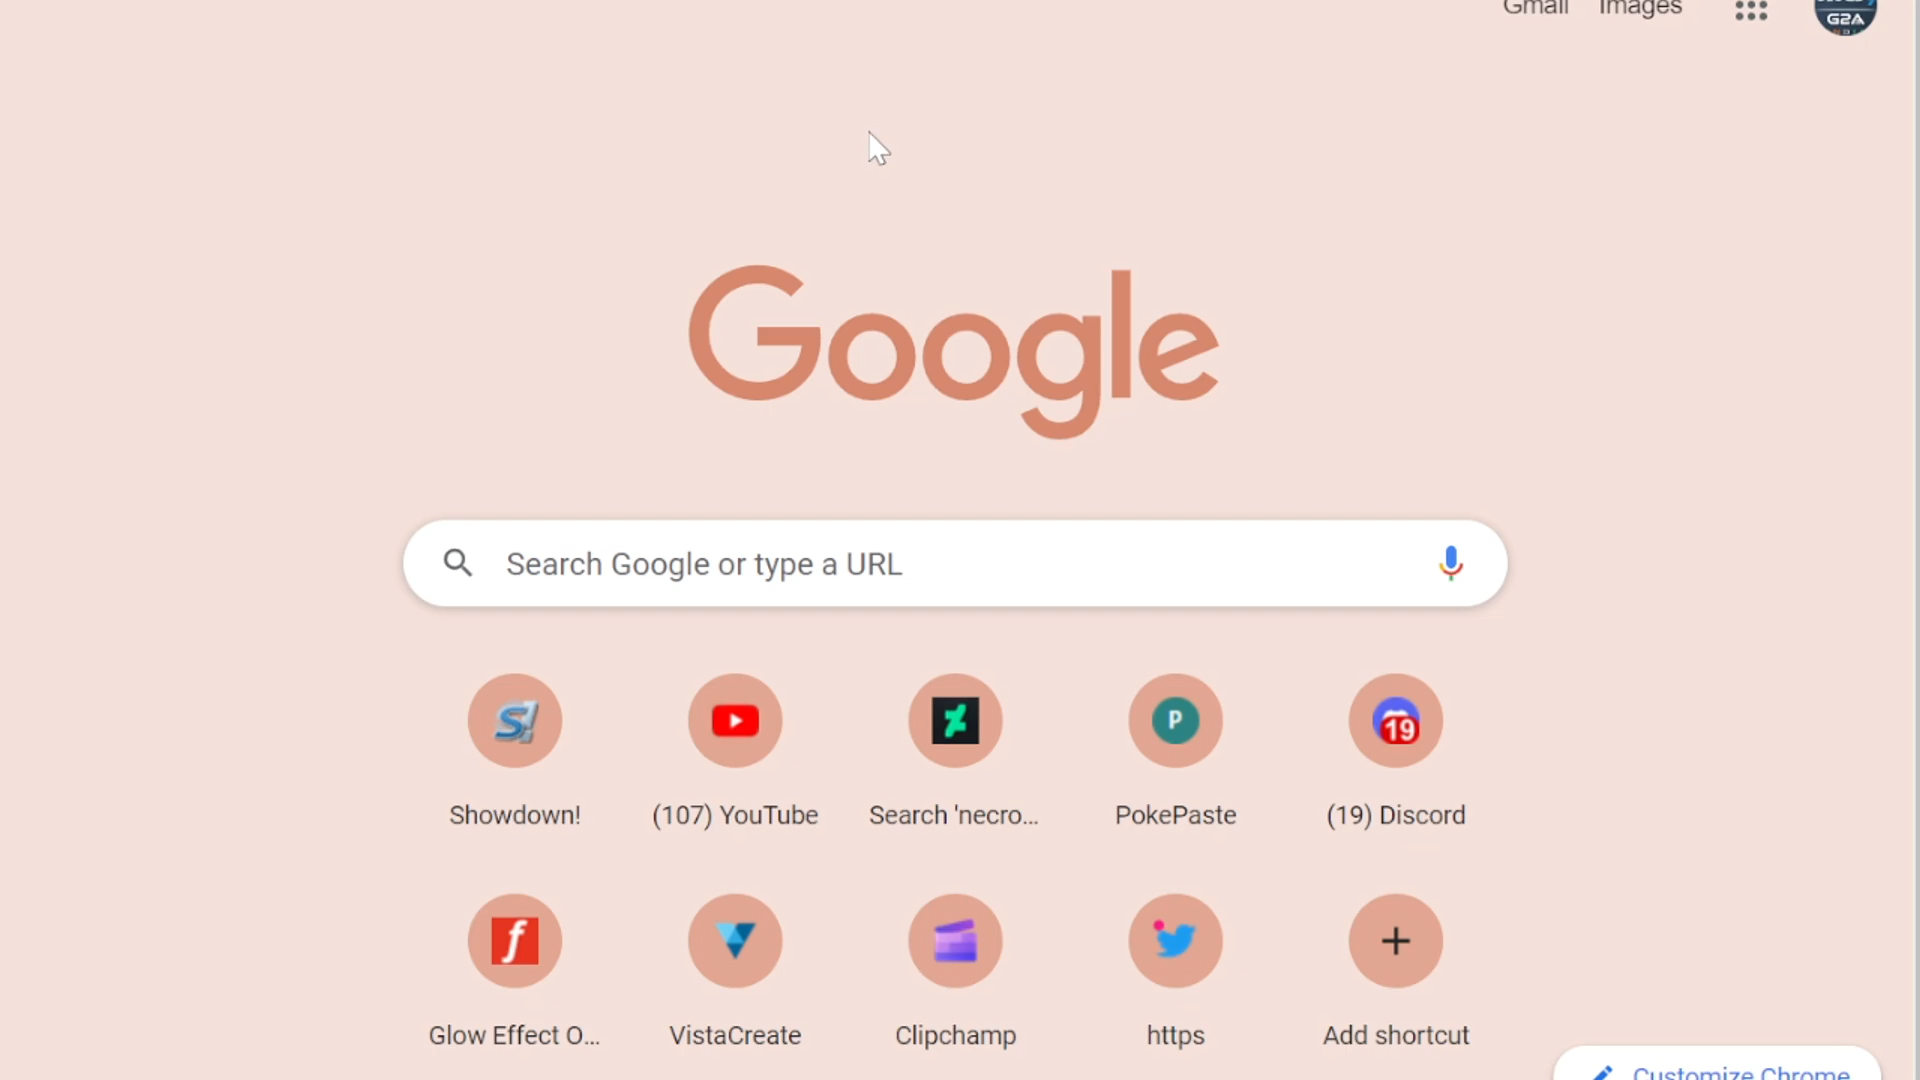 Gmail Images
G2A
Google
Search Google or type a URL
P
19
Showdown!
(107) YouTube
Search 'necro...
PokePaste
(19) Discord
Glow Effect O...
VistaCreate
Clipchamp
https
Add shortcut
Customize Chrome